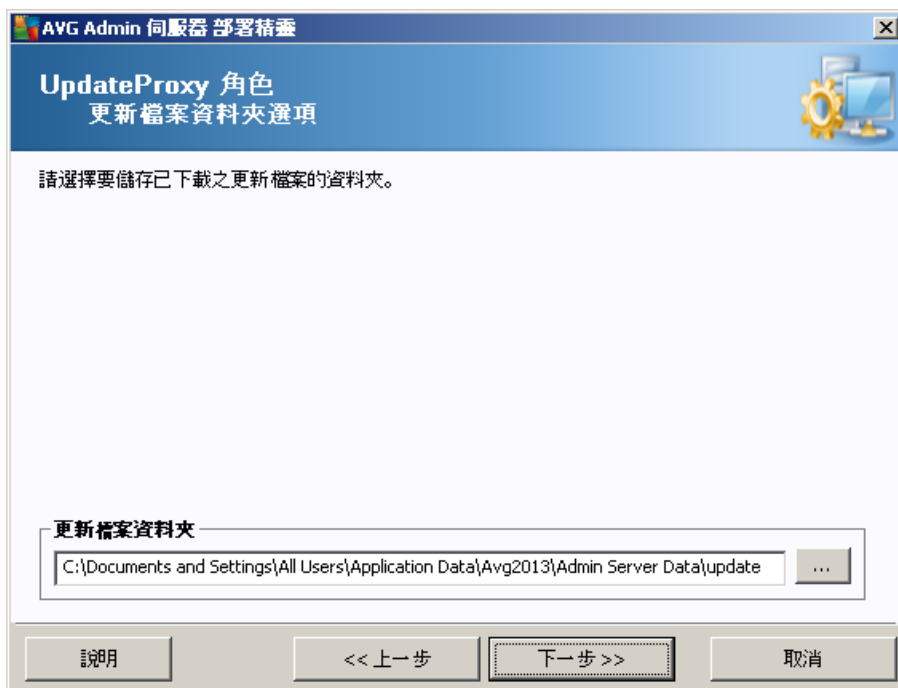 AVG Admin 伺服器 部署精靈
UpdateProxy 角色
更新檔案資料夾選項
請選擇要儲存已下載之更新檔案的資料夾。
更新檔案資料夾
C:\Documents and Settings\All Users\Application Data\Avg2013\Admin Server Data\update
...
說明
<< 上一步
下一步 >>
取消